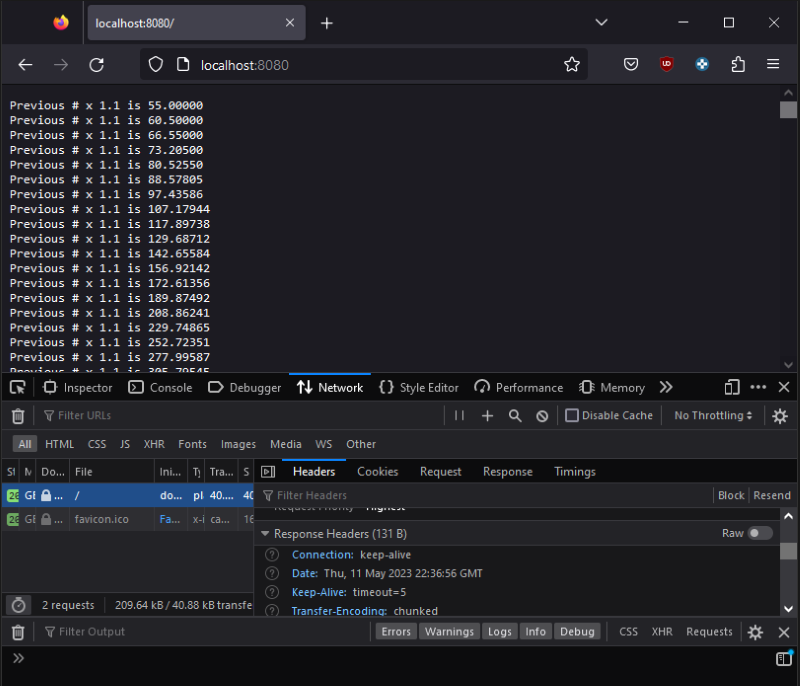 localhost:8080/
localhost:8080
Previous # x 1.1 is 55.00000
Previous # x 1.1 is 60.50000
Previous # x 1.1 is 66.55000
Previous # x 1.1 is 73.20500
Previous # x 1.1 is 80.52550
Previous # x 1.1 is 88.57805
Previous # x 1.1 is 97.43586
Previous # x 1.1 is 107.17944
Previous # x 1.1 is 117.89738
Previous # x 1.1 is 129.68712
Previous # x 1.1 is 142.65584
Previous # x 1.1 is 156.92142
Previous # x 1.1 is 172.61356
Previous # x 1.1 is 189.87492
Previous # x 1.1 is 208.86241
Previous # x 1.1 is 229.74865
Previous # x 1.1 is 252.72351
Previous # x 1.1 is 277.99587
Previous # x 1.1 is 305.79545
Inspector Console Debugger Network Style Editor Performance Memory
Filter URLs Disable Cache No Throttling
All HTML CSS JS XHR Fonts Images Media WS Other
Do... File Ini... Tra... S Headers Cookies Request Response Timings
GE ... / do... pl 40.... 40 Filter Headers Block Resend
Request Priority Highest
GE ... favicon.ico Fa... x-i ca... 16
Response Headers (131 B) Raw
Connection: keep-alive
Date: Thu, 11 May 2023 22:36:56 GMT
Keep-Alive: timeout=5
Transfer-Encoding: chunked
2 requests 209.64 kB / 40.88 kB transfe
Filter Output Errors Warnings Logs Info Debug CSS XHR Requests